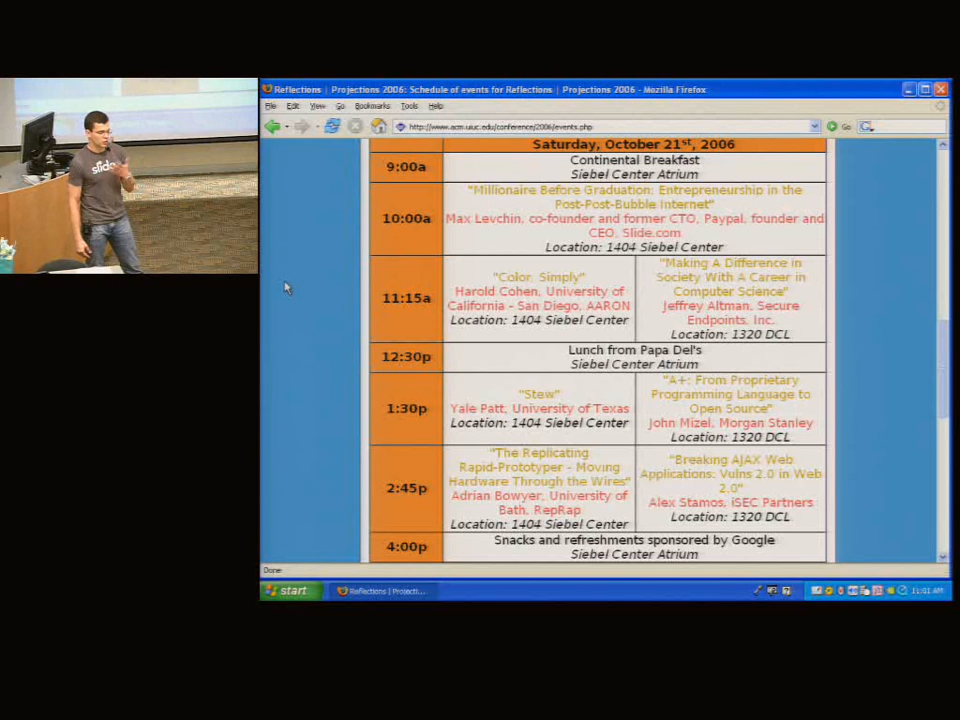 slide
Reflections | Projections 2006: Schedule of events for Reflections | Projections 2006 - Mozilla Firefox
File Edit View Go Bookmarks Tools Help
http://www.acm.uiuc.edu/conference/2006/events.php
Go
Saturday, October 21st, 2006
9:00a
Continental Breakfast
Siebel Center Atrium
10:00a
"Millionaire Before Graduation: Entrepreneurship in the
Post-Post-Bubble Internet"
Max Levchin, co-founder and former CTO, Paypal, founder and
CEO, Slide.com
Location: 1404 Siebel Center
11:15a
"Color, Simply"
Harold Cohen, University of
California - San Diego, AARON
Location: 1404 Siebel Center
"Making A Difference in
Society With A Career in
Computer Science"
Jeffrey Altman, Secure
Endpoints, Inc.
Location: 1320 DCL
12:30p
Lunch from Papa Del's
Siebel Center Atrium
1:30p
"Stew"
Yale Patt, University of Texas
Location: 1404 Siebel Center
"A+: From Proprietary
Programming Language to
Open Source"
John Mizel, Morgan Stanley
Location: 1320 DCL
2:45p
"The Replicating
Rapid-Prototyper - Moving
Hardware Through the Wires"
Adrian Bowyer, University of
Bath, RepRap
Location: 1404 Siebel Center
"Breaking AJAX Web
Applications: Vulns 2.0 in Web
2.0"
Alex Stamos, iSEC Partners
Location: 1320 DCL
4:00p
Snacks and refreshments sponsored by Google
Siebel Center Atrium
Done
start
Reflections | Projecti...
11:01 AM